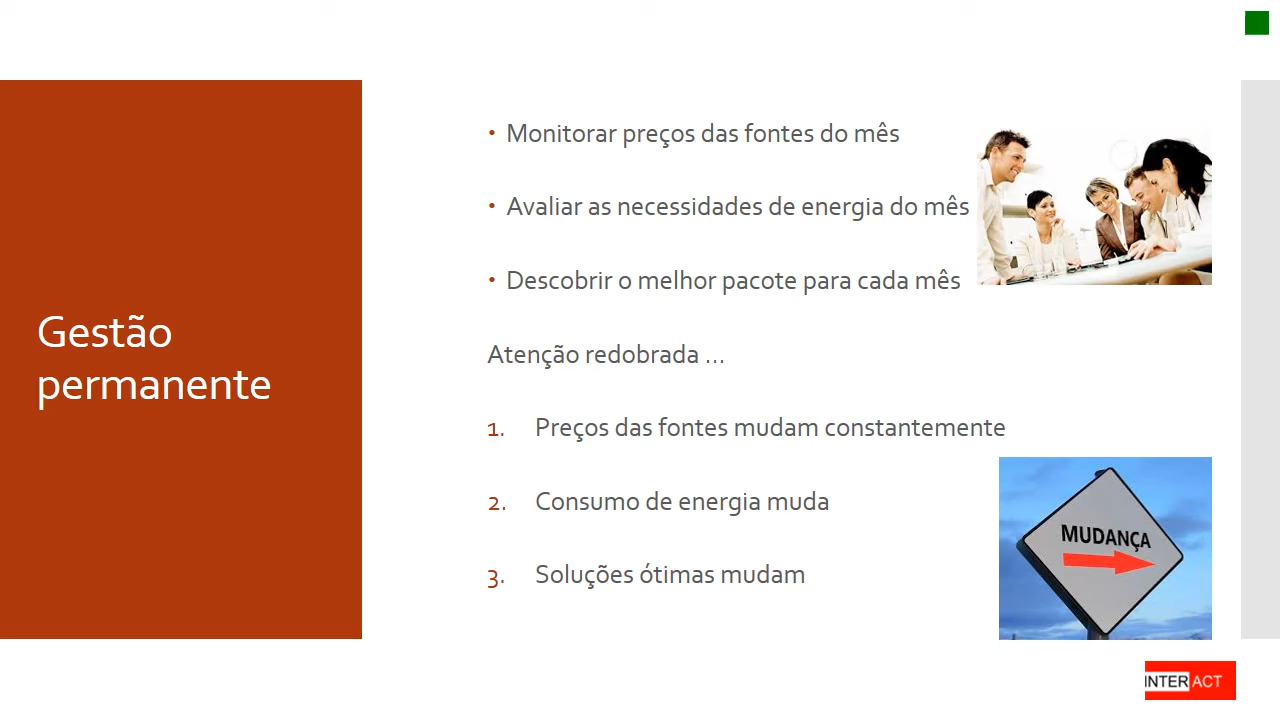 Gestão
permanente
• Monitorar preços das fontes do mês
• Avaliar as necessidades de energia do mês
• Descobrir o melhor pacote para cada mês
Atenção redobrada ...
1. Preços das fontes mudam constantemente
2. Consumo de energia muda
3. Soluções ótimas mudam
MUDANÇA
INTERACT